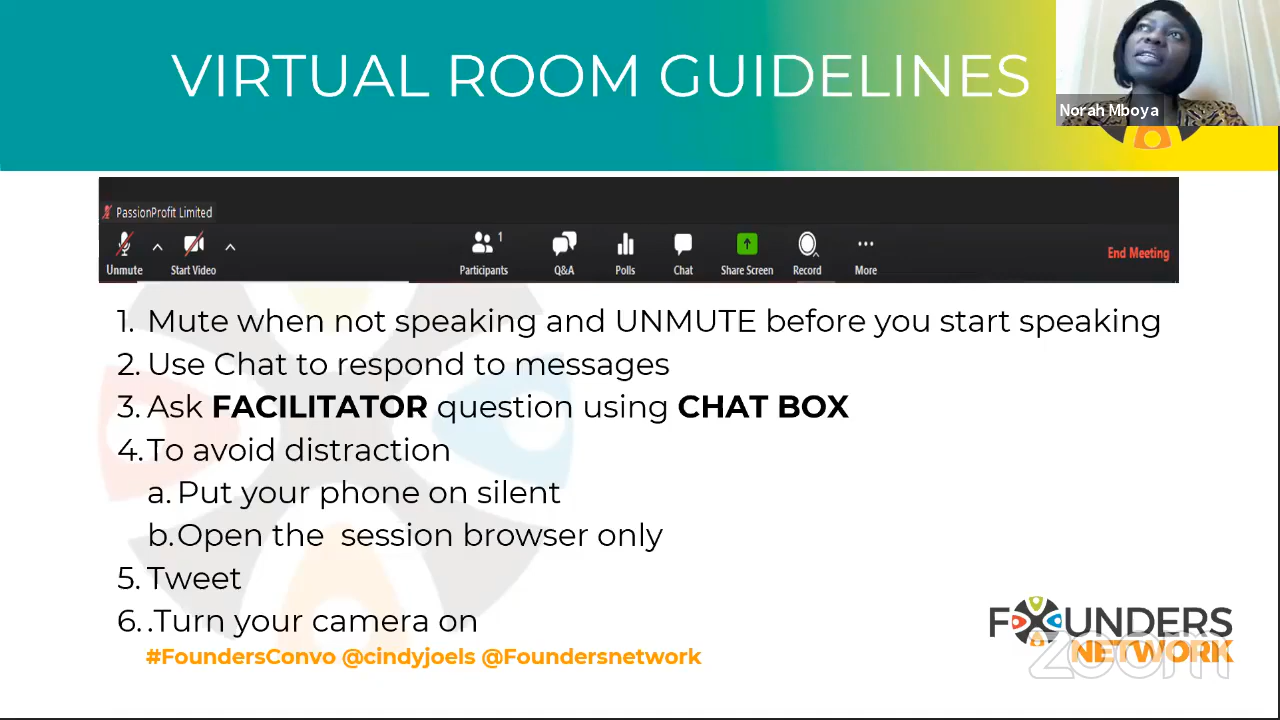 VIRTUAL ROOM GUIDELINES
Norah Mboya
PassionProfit Limited
Unmute
Start Video
Participants
1
Q&A
Polls
Chat
Share Screen
Record
More
End Meeting
1. Mute when not speaking and UNMUTE before you start speaking
2. Use Chat to respond to messages
3. Ask FACILITATOR question using CHAT BOX
4. To avoid distraction
a. Put your phone on silent
b. Open the session browser only
5. Tweet
6. .Turn your camera on
#FoundersConvo @cindyjoels @Foundersnetwork
FOUNDERS
NETWORK
zoom